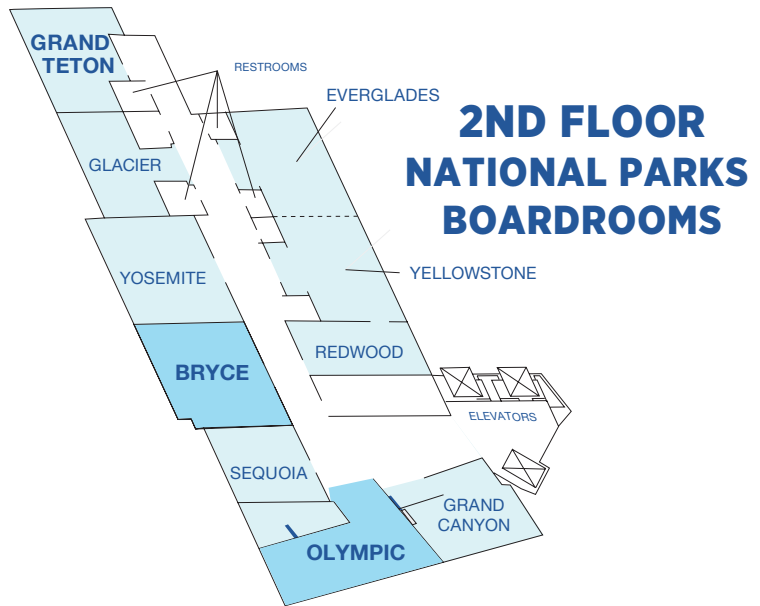 GRAND
TETON
RESTROOMS
EVERGLADES
2ND FLOOR
NATIONAL PARKS
BOARDROOMS
GLACIER
YOSEMITE
YELLOWSTONE
REDWOOD
BRYCE
ELEVATORS
SEQUOIA
GRAND
CANYON
OLYMPIC